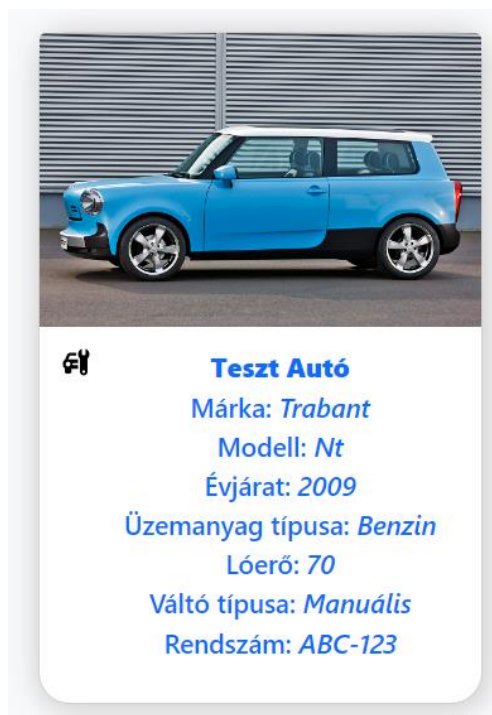 Teszt Autó
Márka: Trabant
Modell: Nt
Évjárat: 2009
Üzemanyag típusa: Benzin
Lóerő: 70
Váltó típusa: Manuális
Rendszám: ABC-123